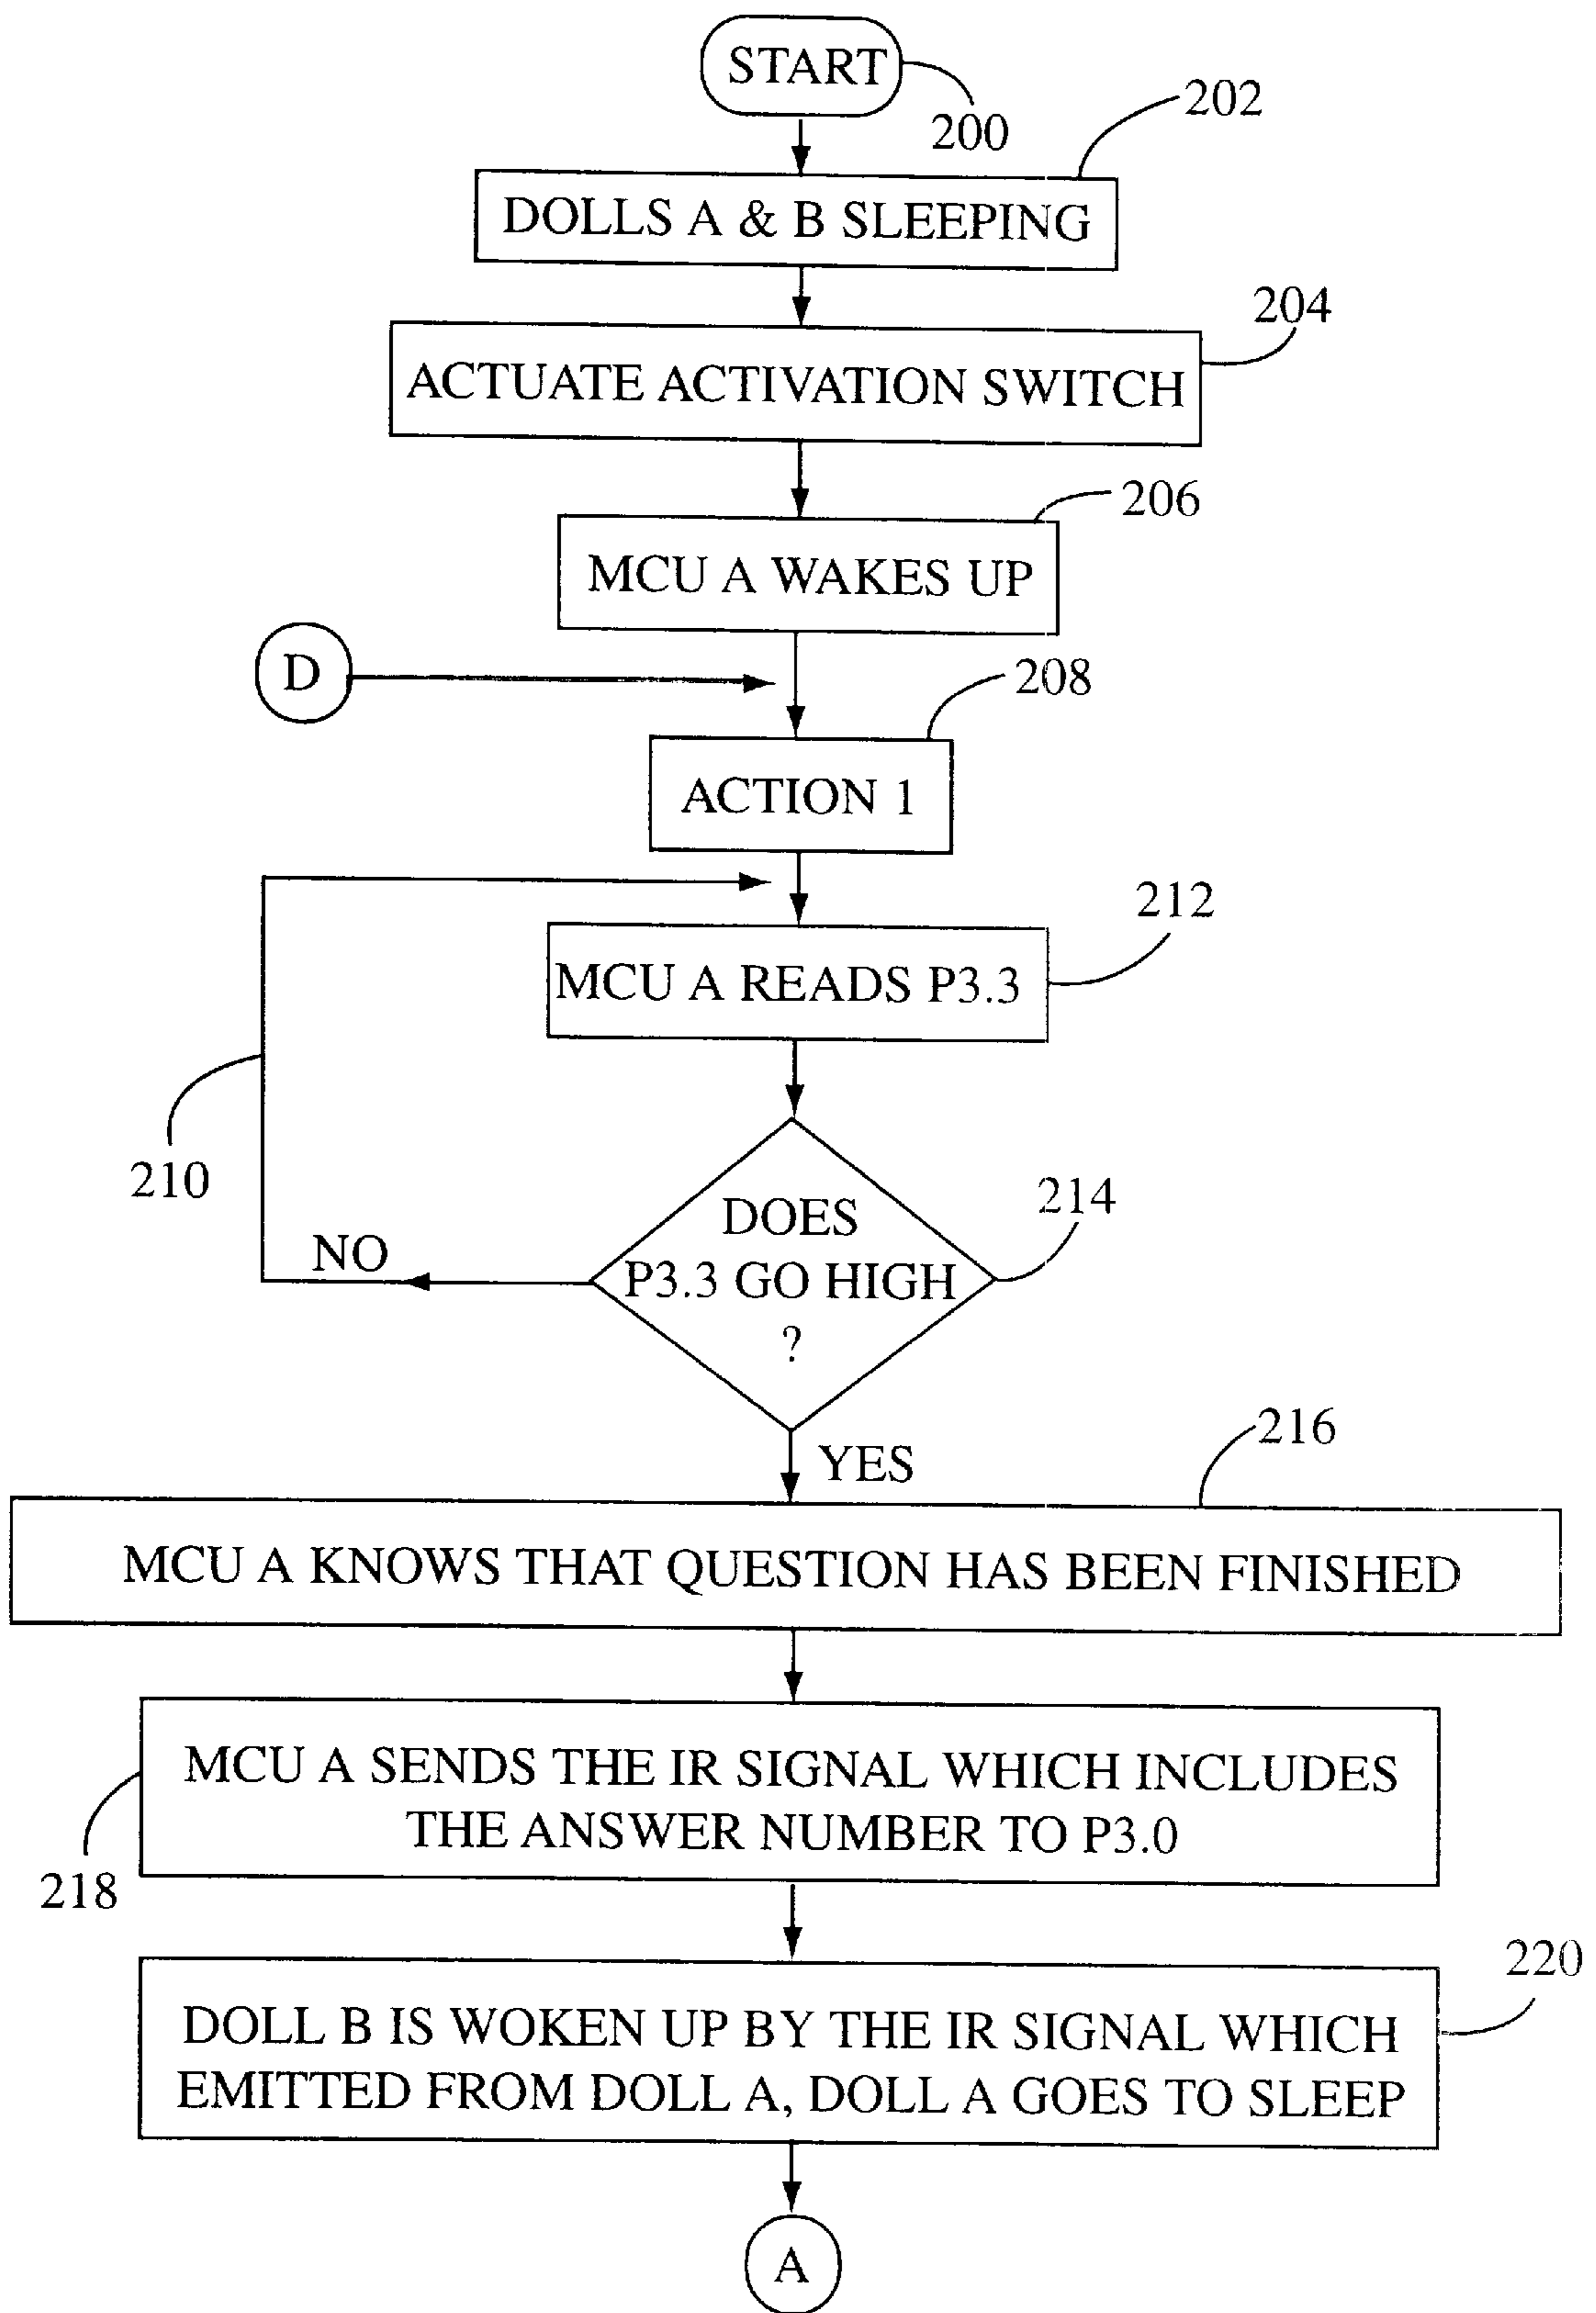 START
200
202
DOLLS A & B SLEEPING
204
ACTUATE ACTIVATION SWITCH
206
MCU A WAKES UP
D
208
ACTION 1
212
MCU A READS P3.3
210
214
DOES
P3.3 GO HIGH
?
NO
YES
216
MCU A KNOWS THAT QUESTION HAS BEEN FINISHED
MCU A SENDS THE IR SIGNAL WHICH INCLUDES
THE ANSWER NUMBER TO P3.0
218
220
DOLL B IS WOKEN UP BY THE IR SIGNAL WHICH
EMITTED FROM DOLL A, DOLL A GOES TO SLEEP
A